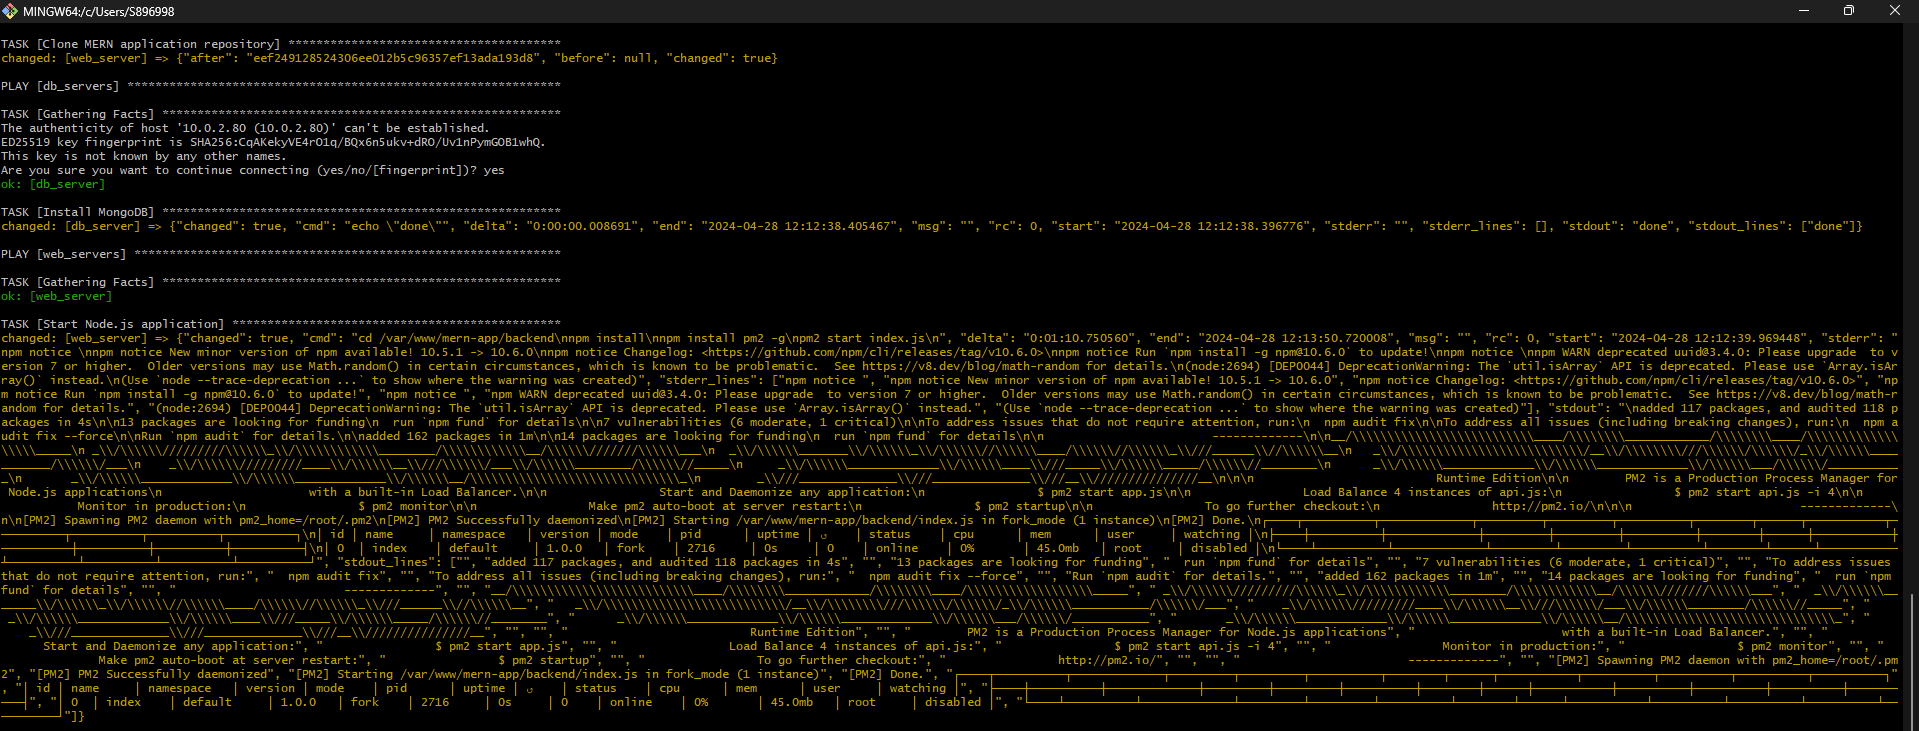 MINGW64:/c/Users/S896998
TASK [Clone MERN application repository] ***************************************
changed: [web_server] => {"after": "eef249128524306ee012b5c96357ef13ada193d8", "before": null, "changed": true}
PLAY [db_servers] **************************************************************
TASK [Gathering Facts] *********************************************************
The authenticity of host '10.0.2.80 (10.0.2.80)' can't be established.
ED25519 key fingerprint is SHA256:CqAKekyVE4rO1q/BQx6n5ukv+dRO/Uv1nPymGOB1whQ.
This key is not known by any other names.
Are you sure you want to continue connecting (yes/no/[fingerprint])? yes
ok: [db_server]
TASK [Install MongoDB] *********************************************************
changed: [db_server] => {"changed": true, "cmd": "echo \"done\"", "delta": "0:00:00.008691", "end": "2024-04-28 12:12:38.405467", "msg": "", "rc": 0, "start": "2024-04-28 12:12:38.396776", "stderr": "", "stderr_lines": [], "stdout": "done", "stdout_lines": ["done"]}
PLAY [web_servers] *************************************************************
TASK [Gathering Facts] *********************************************************
ok: [web_server]
TASK [Start Node.js application] ***********************************************
changed: [web_server] => {"changed": true, "cmd": "cd /var/www/mern-app/backend\nnpm install\nnpm install pm2 -g\npm2 start index.js\n", "delta": "0:01:10.750560", "end": "2024-04-28 12:13:50.720008", "msg": "", "rc": 0, "start": "2024-04-28 12:12:39.969448", "stderr": "
npm notice \nnpm notice New minor version of npm available! 10.5.1 -> 10.6.0\nnpm notice Changelog: <https://github.com/npm/cli/releases/tag/v10.6.0>\nnpm notice Run `npm install -g npm@10.6.0` to update!\nnpm notice \nnpm WARN deprecated uuid@3.4.0: Please upgrade  to v
ersion 7 or higher.  Older versions may use Math.random() in certain circumstances, which is known to be problematic.  See https://v8.dev/blog/math-random for details.\n(node:2694) [DEP0044] DeprecationWarning: The `util.isArray` API is deprecated. Please use `Array.isAr
ray()` instead.\n(Use `node --trace-deprecation ...` to show where the warning was created)", "stderr_lines": ["npm notice ", "npm notice New minor version of npm available! 10.5.1 -> 10.6.0", "npm notice Changelog: <https://github.com/npm/cli/releases/tag/v10.6.0>", "np
m notice Run `npm install -g npm@10.6.0` to update!", "npm notice ", "npm WARN deprecated uuid@3.4.0: Please upgrade  to version 7 or higher.  Older versions may use Math.random() in certain circumstances, which is known to be problematic.  See https://v8.dev/blog/math-r
andom for details.", "(node:2694) [DEP0044] DeprecationWarning: The `util.isArray` API is deprecated. Please use `Array.isArray()` instead.", "(Use `node --trace-deprecation ...` to show where the warning was created)"], "stdout": "\nadded 117 packages, and audited 118 p
ackages in 4s\n\n13 packages are looking for funding\n  run `npm fund` for details\n\n7 vulnerabilities (6 moderate, 1 critical)\n\nTo address issues that do not require attention, run:\n  npm audit fix\n\nTo address all issues (including breaking changes), run:\n  npm a
udit fix --force\n\nRun `npm audit` for details.\n\nadded 162 packages in 1m\n\n14 packages are looking for funding\n  run `npm fund` for details\n\n                        -------------\n\n
Runtime Edition\n\n        PM2 is a Production Process Manager for
Node.js applications\n                     with a built-in Load Balancer.\n\n                Start and Daemonize any application:\n                $ pm2 start app.js\n\n                Load Balance 4 instances of api.js:\n                $ pm2 start api.js -i 4\n\n
Monitor in production:\n                $ pm2 monitor\n\n                Make pm2 auto-boot at server restart:\n                $ pm2 startup\n\n                To go further checkout:\n                http://pm2.io/\n\n\n                        -------------\
n\n[PM2] Spawning PM2 daemon with pm2_home=/root/.pm2\n[PM2] PM2 Successfully daemonized\n[PM2] Starting /var/www/mern-app/backend/index.js in fork_mode (1 instance)\n[PM2] Done.\n
\n│ id │ name │ namespace │ version │ mode │ pid │ uptime │ ↺ │ status │ cpu │ mem │ user │ watching │\n
\n│ 0 │ index │ default │ 1.0.0 │ fork │ 2716 │ 0s │ 0 │ online │ 0% │ 45.0mb │ root │ disabled │\n
", "stdout_lines": ["", "added 117 packages, and audited 118 packages in 4s", "", "13 packages are looking for funding", "  run `npm fund` for details", "", "7 vulnerabilities (6 moderate, 1 critical)", "", "To address issues
that do not require attention, run:", "  npm audit fix", "", "To address all issues (including breaking changes), run:", "  npm audit fix --force", "", "Run `npm audit` for details.", "", "added 162 packages in 1m", "", "14 packages are looking for funding", "  run `npm
fund` for details", "", "                        -------------", "", "
Runtime Edition", "", "        PM2 is a Production Process Manager for Node.js applications", "                     with a built-in Load Balancer.", "", "
Start and Daemonize any application:", "                $ pm2 start app.js", "", "                Load Balance 4 instances of api.js:", "                $ pm2 start api.js -i 4", "", "                Monitor in production:", "                $ pm2 monitor", "", "
Make pm2 auto-boot at server restart:", "                $ pm2 startup", "", "                To go further checkout:", "                http://pm2.io/", "", "", "                        -------------", "", "[PM2] Spawning PM2 daemon with pm2_home=/root/.pm
2", "[PM2] PM2 Successfully daemonized", "[PM2] Starting /var/www/mern-app/backend/index.js in fork_mode (1 instance)", "[PM2] Done.", "
", "│ id │ name │ namespace │ version │ mode │ pid │ uptime │ ↺ │ status │ cpu │ mem │ user │ watching │", "
", "│ 0 │ index │ default │ 1.0.0 │ fork │ 2716 │ 0s │ 0 │ online │ 0% │ 45.0mb │ root │ disabled │", "
"]}